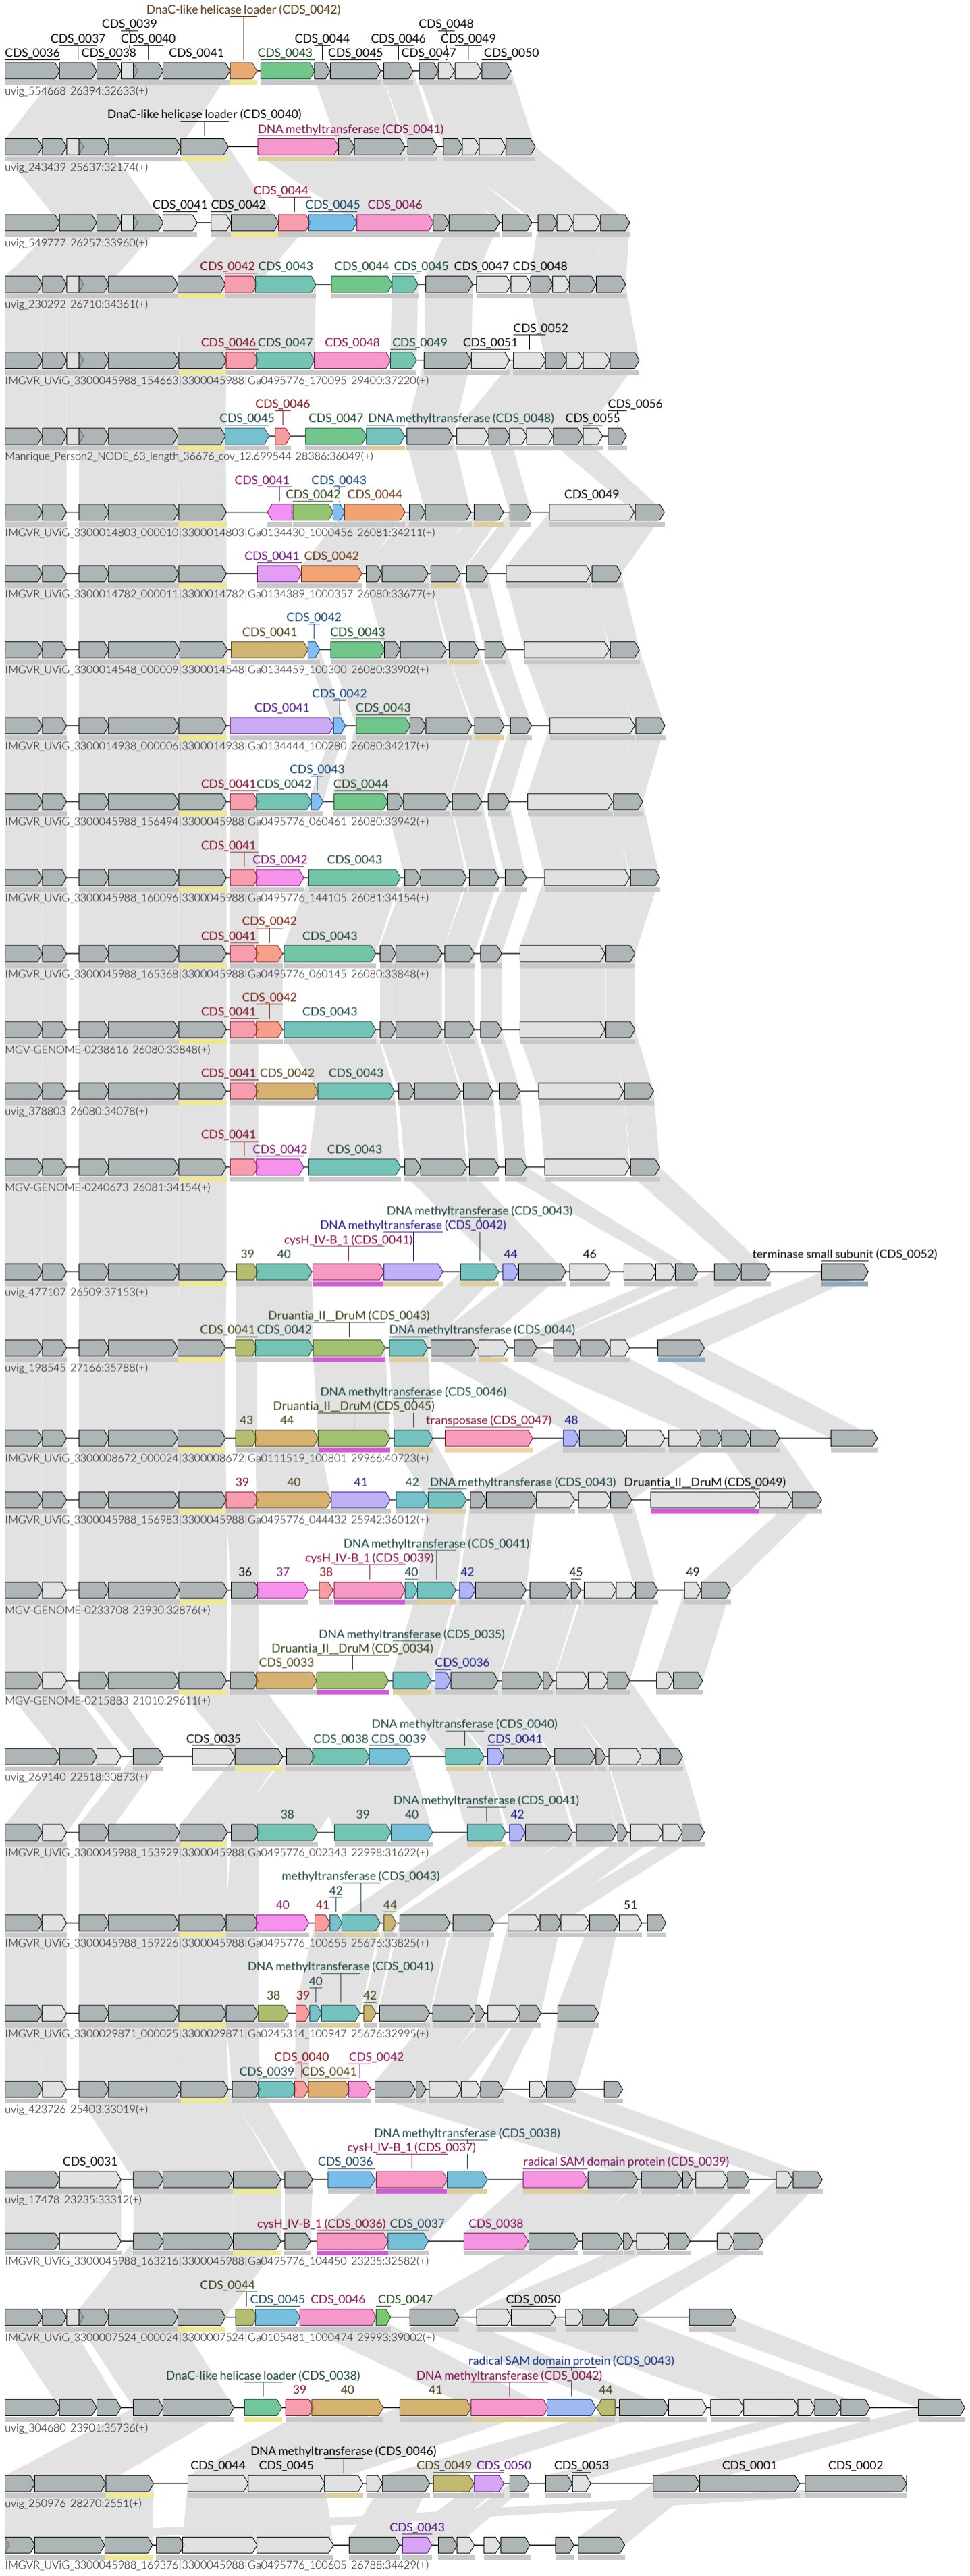 DnaC-like helicase loader (CDS_0042)
CDS_0039 CDS_0048
CDS_0037 CDS_0040 CDS_0044 CDS_0046 CDS_0049
CDS_0036 CDS_0038 CDS_0041 CDS_0043 CDS_0045 CDS_0047 CDS_0050
uvig_554668 26394:32633(+)
DnaC-like helicase loader (CDS_0040)
DNA methyltransferase (CDS_0041)
uvig_243439 25637:32174(+)
CDS_0044
CDS_0041 CDS_0042 CDS_0045 CDS_0046
uvig_549777 26257:33960(+)
CDS_0042 CDS_0043 CDS_0044 CDS_0045 CDS_0047 CDS_0048
uvig_230292 26710:34361(+)
CDS_0052
CDS_0046 CDS_0047 CDS_0048 CDS_0049 CDS_0051
IMGVR_UViG_3300045988_154663|3300045988|Ga0495776_170095 29400:37220(+)
CDS_0046 CDS_0056
CDS_0045 CDS_0047 DNA methyltransferase (CDS_0048) CDS_0055
Manrique_Person2_NODE_63_length_36676_cov_12.699544 28386:36049(+)
CDS_0041 CDS_0043
CDS_0042 CDS_0044 CDS_0049
IMGVR_UViG_3300014803_000010|3300014803|Ga0134430_1000456 26081:34211(+)
CDS_0041 CDS_0042
IMGVR_UViG_3300014782_000011|3300014782|Ga0134389_1000357 26080:33677(+)
CDS_0042
CDS_0041 CDS_0043
IMGVR_UViG_3300014548_000009|3300014548|Ga0134459_100300 26080:33902(+)
CDS_0042
CDS_0041 CDS_0043
IMGVR_UViG_3300014938_000006|3300014938|Ga0134444_100280 26080:34217(+)
CDS_0043
CDS_0041 CDS_0042 CDS_0044
IMGVR_UViG_3300045988_156494|3300045988|Ga0495776_060461 26080:33942(+)
CDS_0041
CDS_0042 CDS_0043
IMGVR_UViG_3300045988_160096|3300045988|Ga0495776_144105 26081:34154(+)
CDS_0042
CDS_0041 CDS_0043
IMGVR_UViG_3300045988_165368|3300045988|Ga0495776_060145 26080:33848(+)
CDS_0042
CDS_0041 CDS_0043
MGV-GENOME-0238616 26080:33848(+)
CDS_0041 CDS_0042 CDS_0043
uvig_378803 26080:34078(+)
CDS_0041
CDS_0042 CDS_0043
MGV-GENOME-0240673 26081:34154(+)
DNA methyltransferase (CDS_0043)
DNA methyltransferase (CDS_0042)
cysH_IV-B_1 (CDS_0041)
39 40 44 46 terminase small subunit (CDS_0052)
uvig_477107 26509:37153(+)
Druantia_II__DruM (CDS_0043)
CDS_0041 CDS_0042 DNA methyltransferase (CDS_0044)
uvig_198545 27166:35788(+)
DNA methyltransferase (CDS_0046)
Druantia_II__DruM (CDS_0045)
43 44 transposase (CDS_0047) 48
IMGVR_UViG_3300008672_000024|3300008672|Ga0111519_100801 29966:40723(+)
39 40 41 42 DNA methyltransferase (CDS_0043) Druantia_II__DruM (CDS_0049)
IMGVR_UViG_3300045988_156983|3300045988|Ga0495776_044432 25942:36012(+)
DNA methyltransferase (CDS_0041)
cysH_IV-B_1 (CDS_0039)
36 37 38 40 42 45 49
MGV-GENOME-0233708 23930:32876(+)
DNA methyltransferase (CDS_0035)
Druantia_II__DruM (CDS_0034)
CDS_0033 CDS_0036
MGV-GENOME-0215883 21010:29611(+)
DNA methyltransferase (CDS_0040)
CDS_0035 CDS_0038 CDS_0039 CDS_0041
uvig_269140 22518:30873(+)
DNA methyltransferase (CDS_0041)
38 39 40 42
IMGVR_UViG_3300045988_153929|3300045988|Ga0495776_002343 22998:31622(+)
methyltransferase (CDS_0043)
42
40 41 44 51
IMGVR_UViG_3300045988_159226|3300045988|Ga0495776_100655 25676:33825(+)
DNA methyltransferase (CDS_0041)
40
38 39 42
IMGVR_UViG_3300029871_000025|3300029871|Ga0245314_100947 25676:32995(+)
CDS_0040 CDS_0042
CDS_0039 CDS_0041
uvig_423726 25403:33019(+)
DNA methyltransferase (CDS_0038)
cysH_IV-B_1 (CDS_0037)
CDS_0031 CDS_0036 radical SAM domain protein (CDS_0039)
uvig_17478 23235:33312(+)
cysH_IV-B_1 (CDS_0036) CDS_0037 CDS_0038
IMGVR_UViG_3300045988_163216|3300045988|Ga0495776_104450 23235:32582(+)
CDS_0044
CDS_0045 CDS_0046 CDS_0047 CDS_0050
IMGVR_UViG_3300007524_000024|3300007524|Ga0105481_1000474 29993:39002(+)
radical SAM domain protein (CDS_0043)
DnaC-like helicase loader (CDS_0038) DNA methyltransferase (CDS_0042)
39 40 41 44
uvig_304680 23901:35736(+)
DNA methyltransferase (CDS_0046)
CDS_0044 CDS_0045 CDS_0049 CDS_0050 CDS_0053 CDS_0001 CDS_0002
uvig_250976 28270:2551(+)
CDS_0043
IMGVR_UViG_3300045988_169376|3300045988|Ga0495776_100605 26788:34429(+)